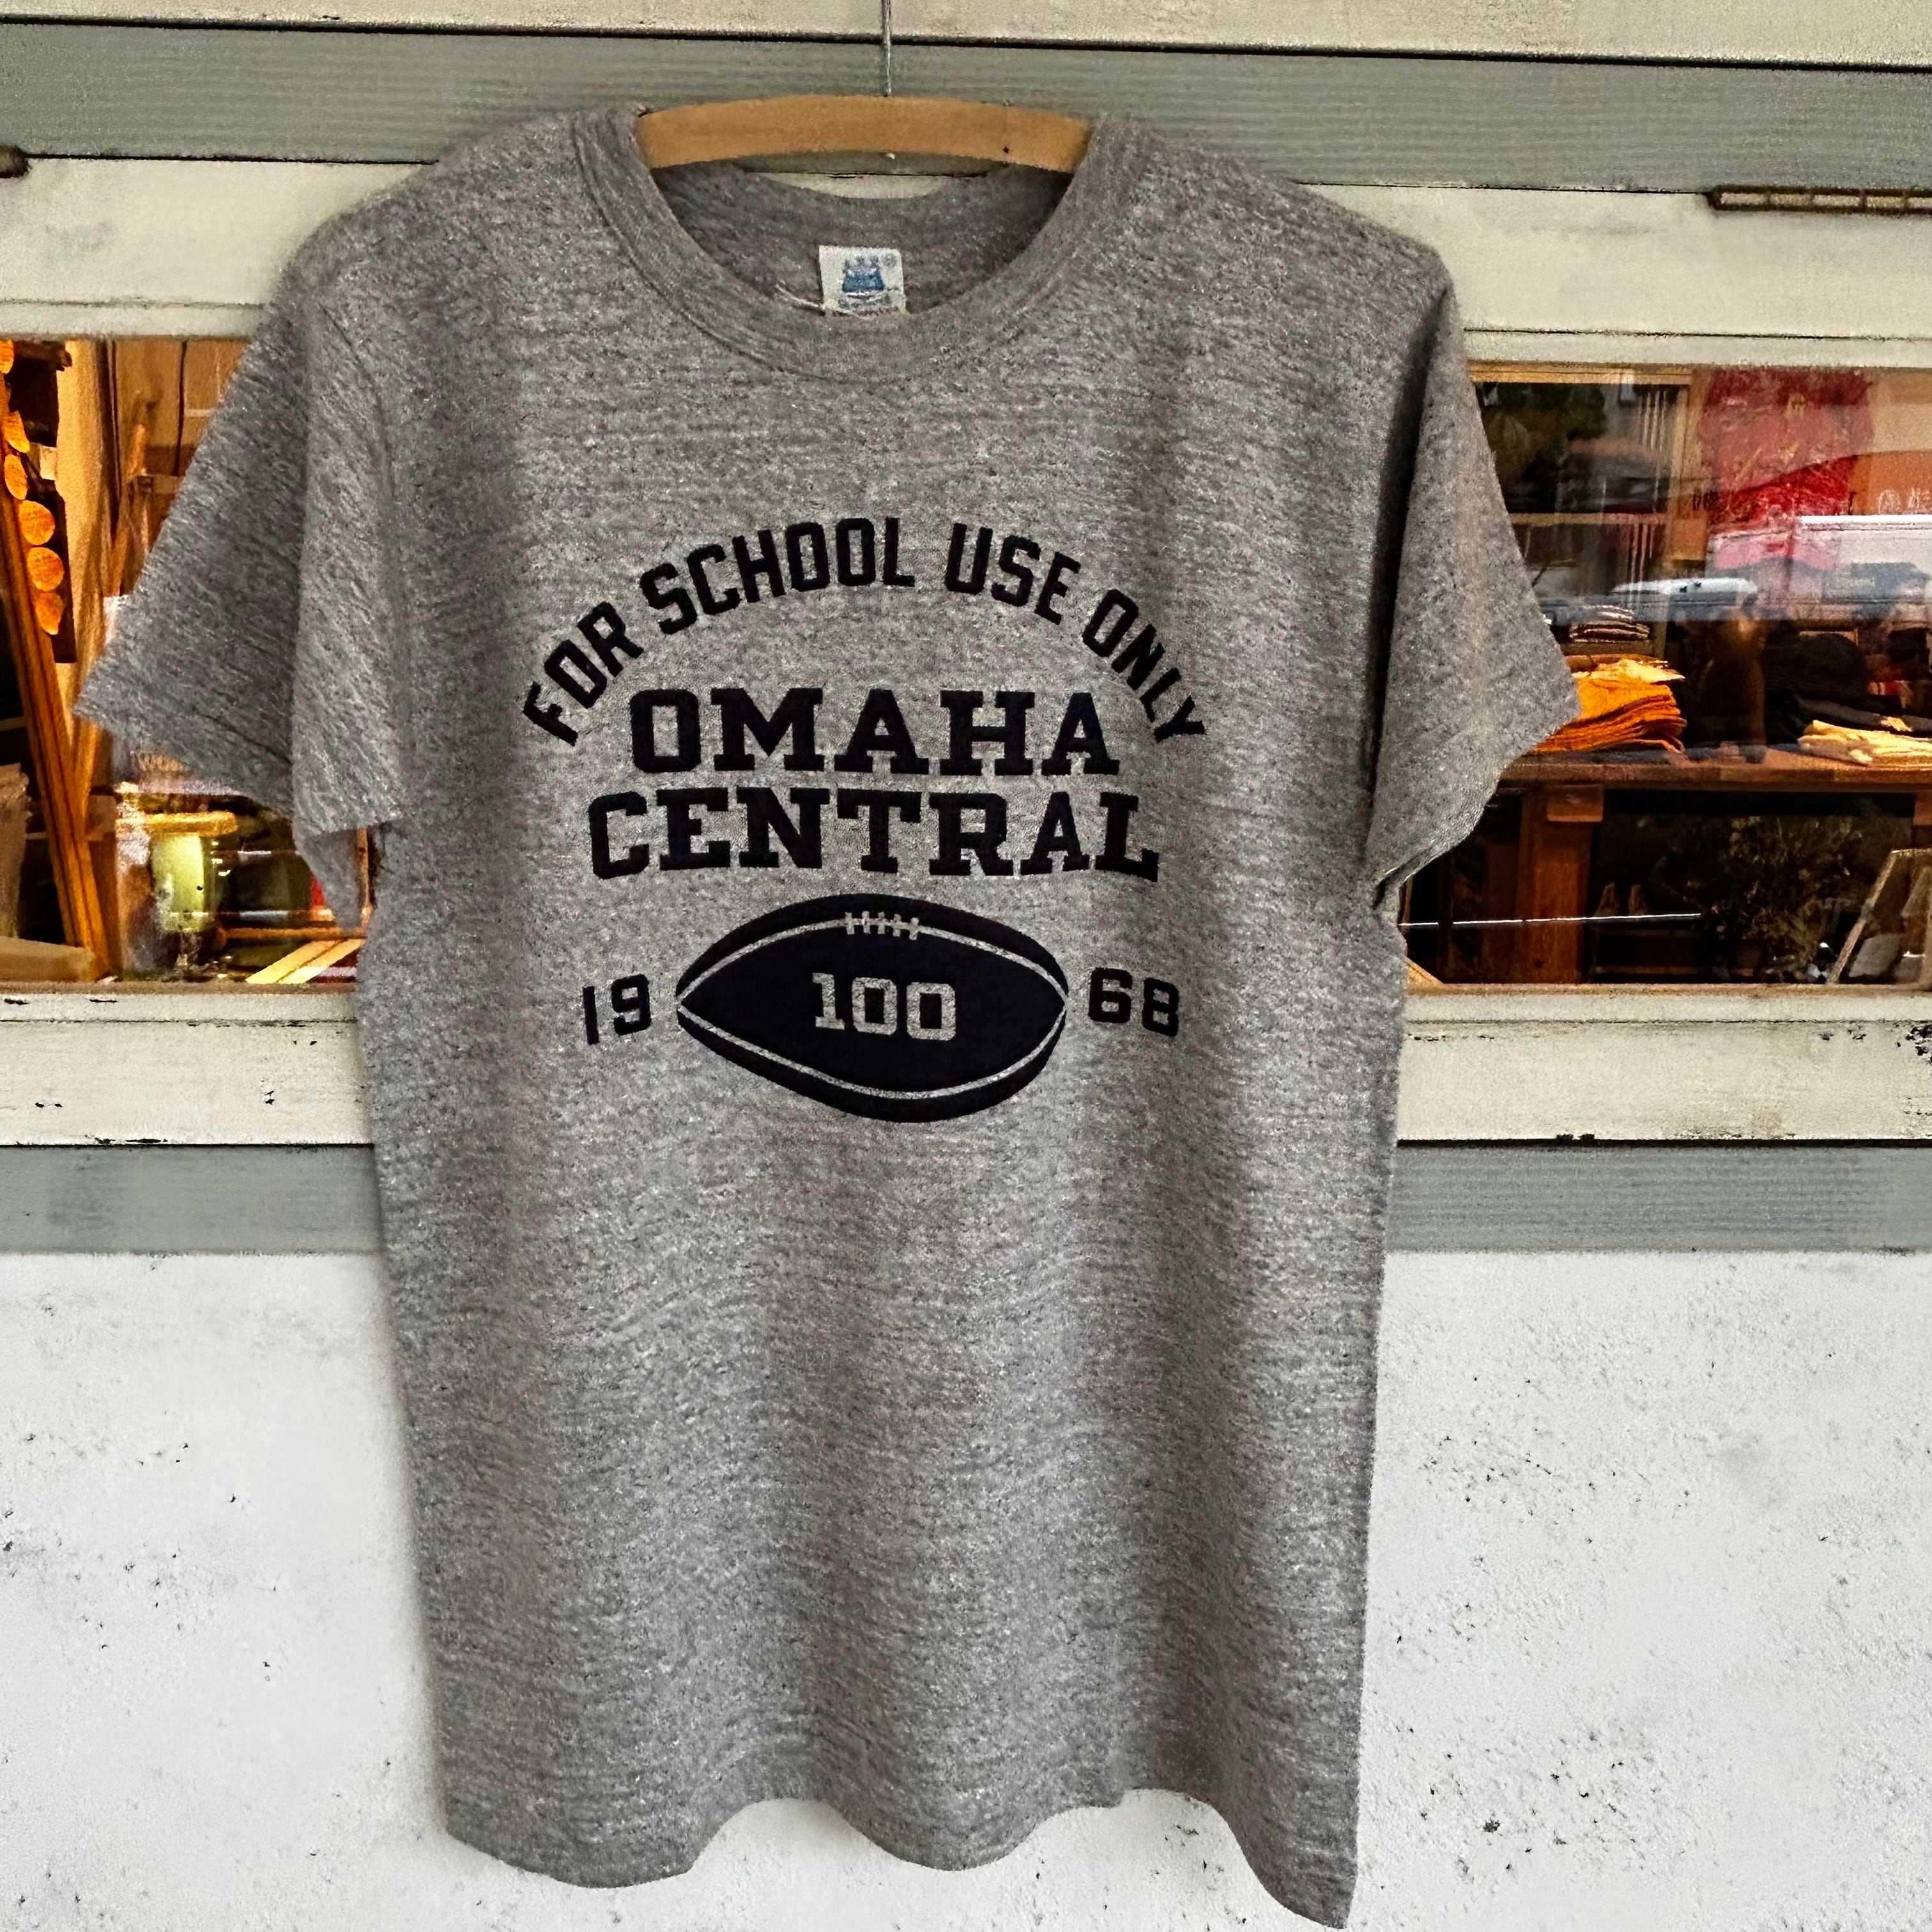 FOR SCHOOL USE ONLY
OMAHA
CENTRAL
19 100 68